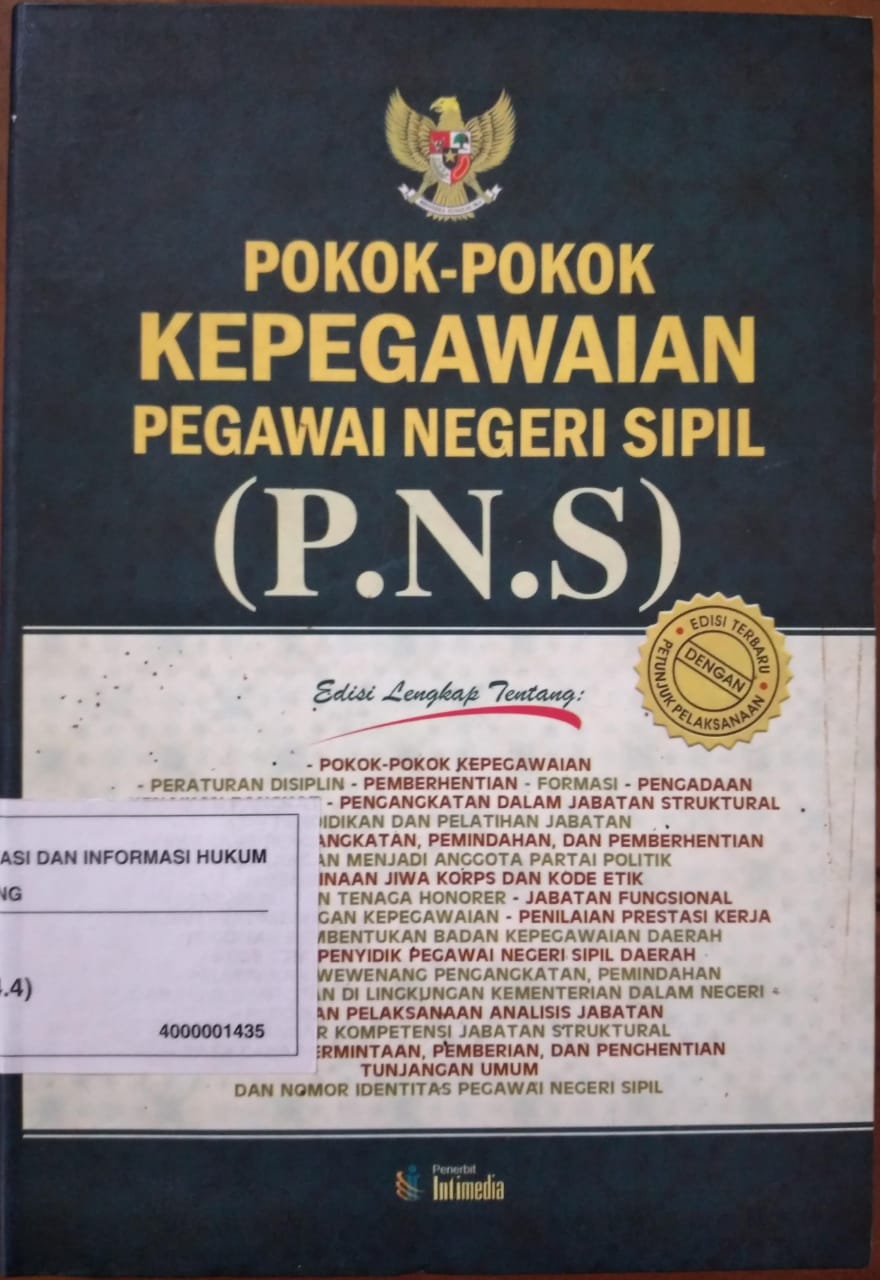 POKOK-POKOK
KEPEGAWAIAN
PEGAWAI NEGERI SIPIL
(P.N.S)
EDISI TERBARU
DENGAN
PETUNJUK PELAKSANAAN
Edisi Lengkap Tentang:
- POKOK-POKOK KEPEGAWAIAN
- PERATURAN DISIPLIN - PEMBERHENTIAN - FORMASI - PENGADAAN
- PENGANGKATAN DALAM JABATAN STRUKTURAL
DIDIKAN DAN PELATIHAN JABATAN
ANGKATAN, PEMINDAHAN, DAN PEMBERHENTIAN
AN MENJADI ANGGOTA PARTAI POLITIK
INAAN JIWA KORPS DAN KODE ETIK
N TENAGA HONORER - JABATAN FUNGSIONAL
GAN KEPEGAWAIAN - PENILAIAN PRESTASI KERJA
MBENTUKAN BADAN KEPEGAWAIAN DAERAH
PENYIDIK PEGAWAI NEGERI SIPIL DAERAH
WEWENANG PENGANGKATAN, PEMINDAHAN
AN DI LINGKUNGAN KEMENTERIAN DALAM NEGERI -
AN PELAKSANAAN ANALISIS JABATAN
R KOMPETENSI JABATAN STRUKTURAL
ERMINTAAN, PEMBERIAN, DAN PENGHENTIAN
TUNJANGAN UMUM
DAN NOMOR IDENTITAS PEGAWAI NEGERI SIPIL
ASI DAN INFORMASI HUKUM
NG
.4)
4000001435
Penerbit
Intimedia